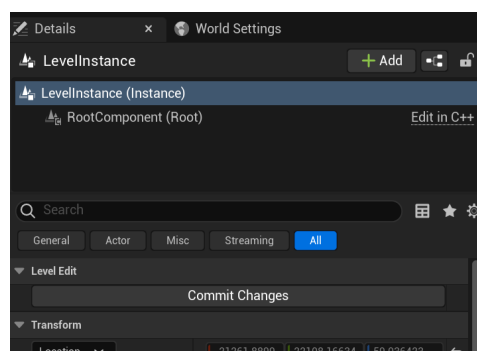 Details
World Settings
LevelInstance
Add
LevelInstance (Instance)
RootComponent (Root)
Edit in C++
Search
General
Actor
Misc
Streaming
All
Level Edit
Commit Changes
Transform
Location